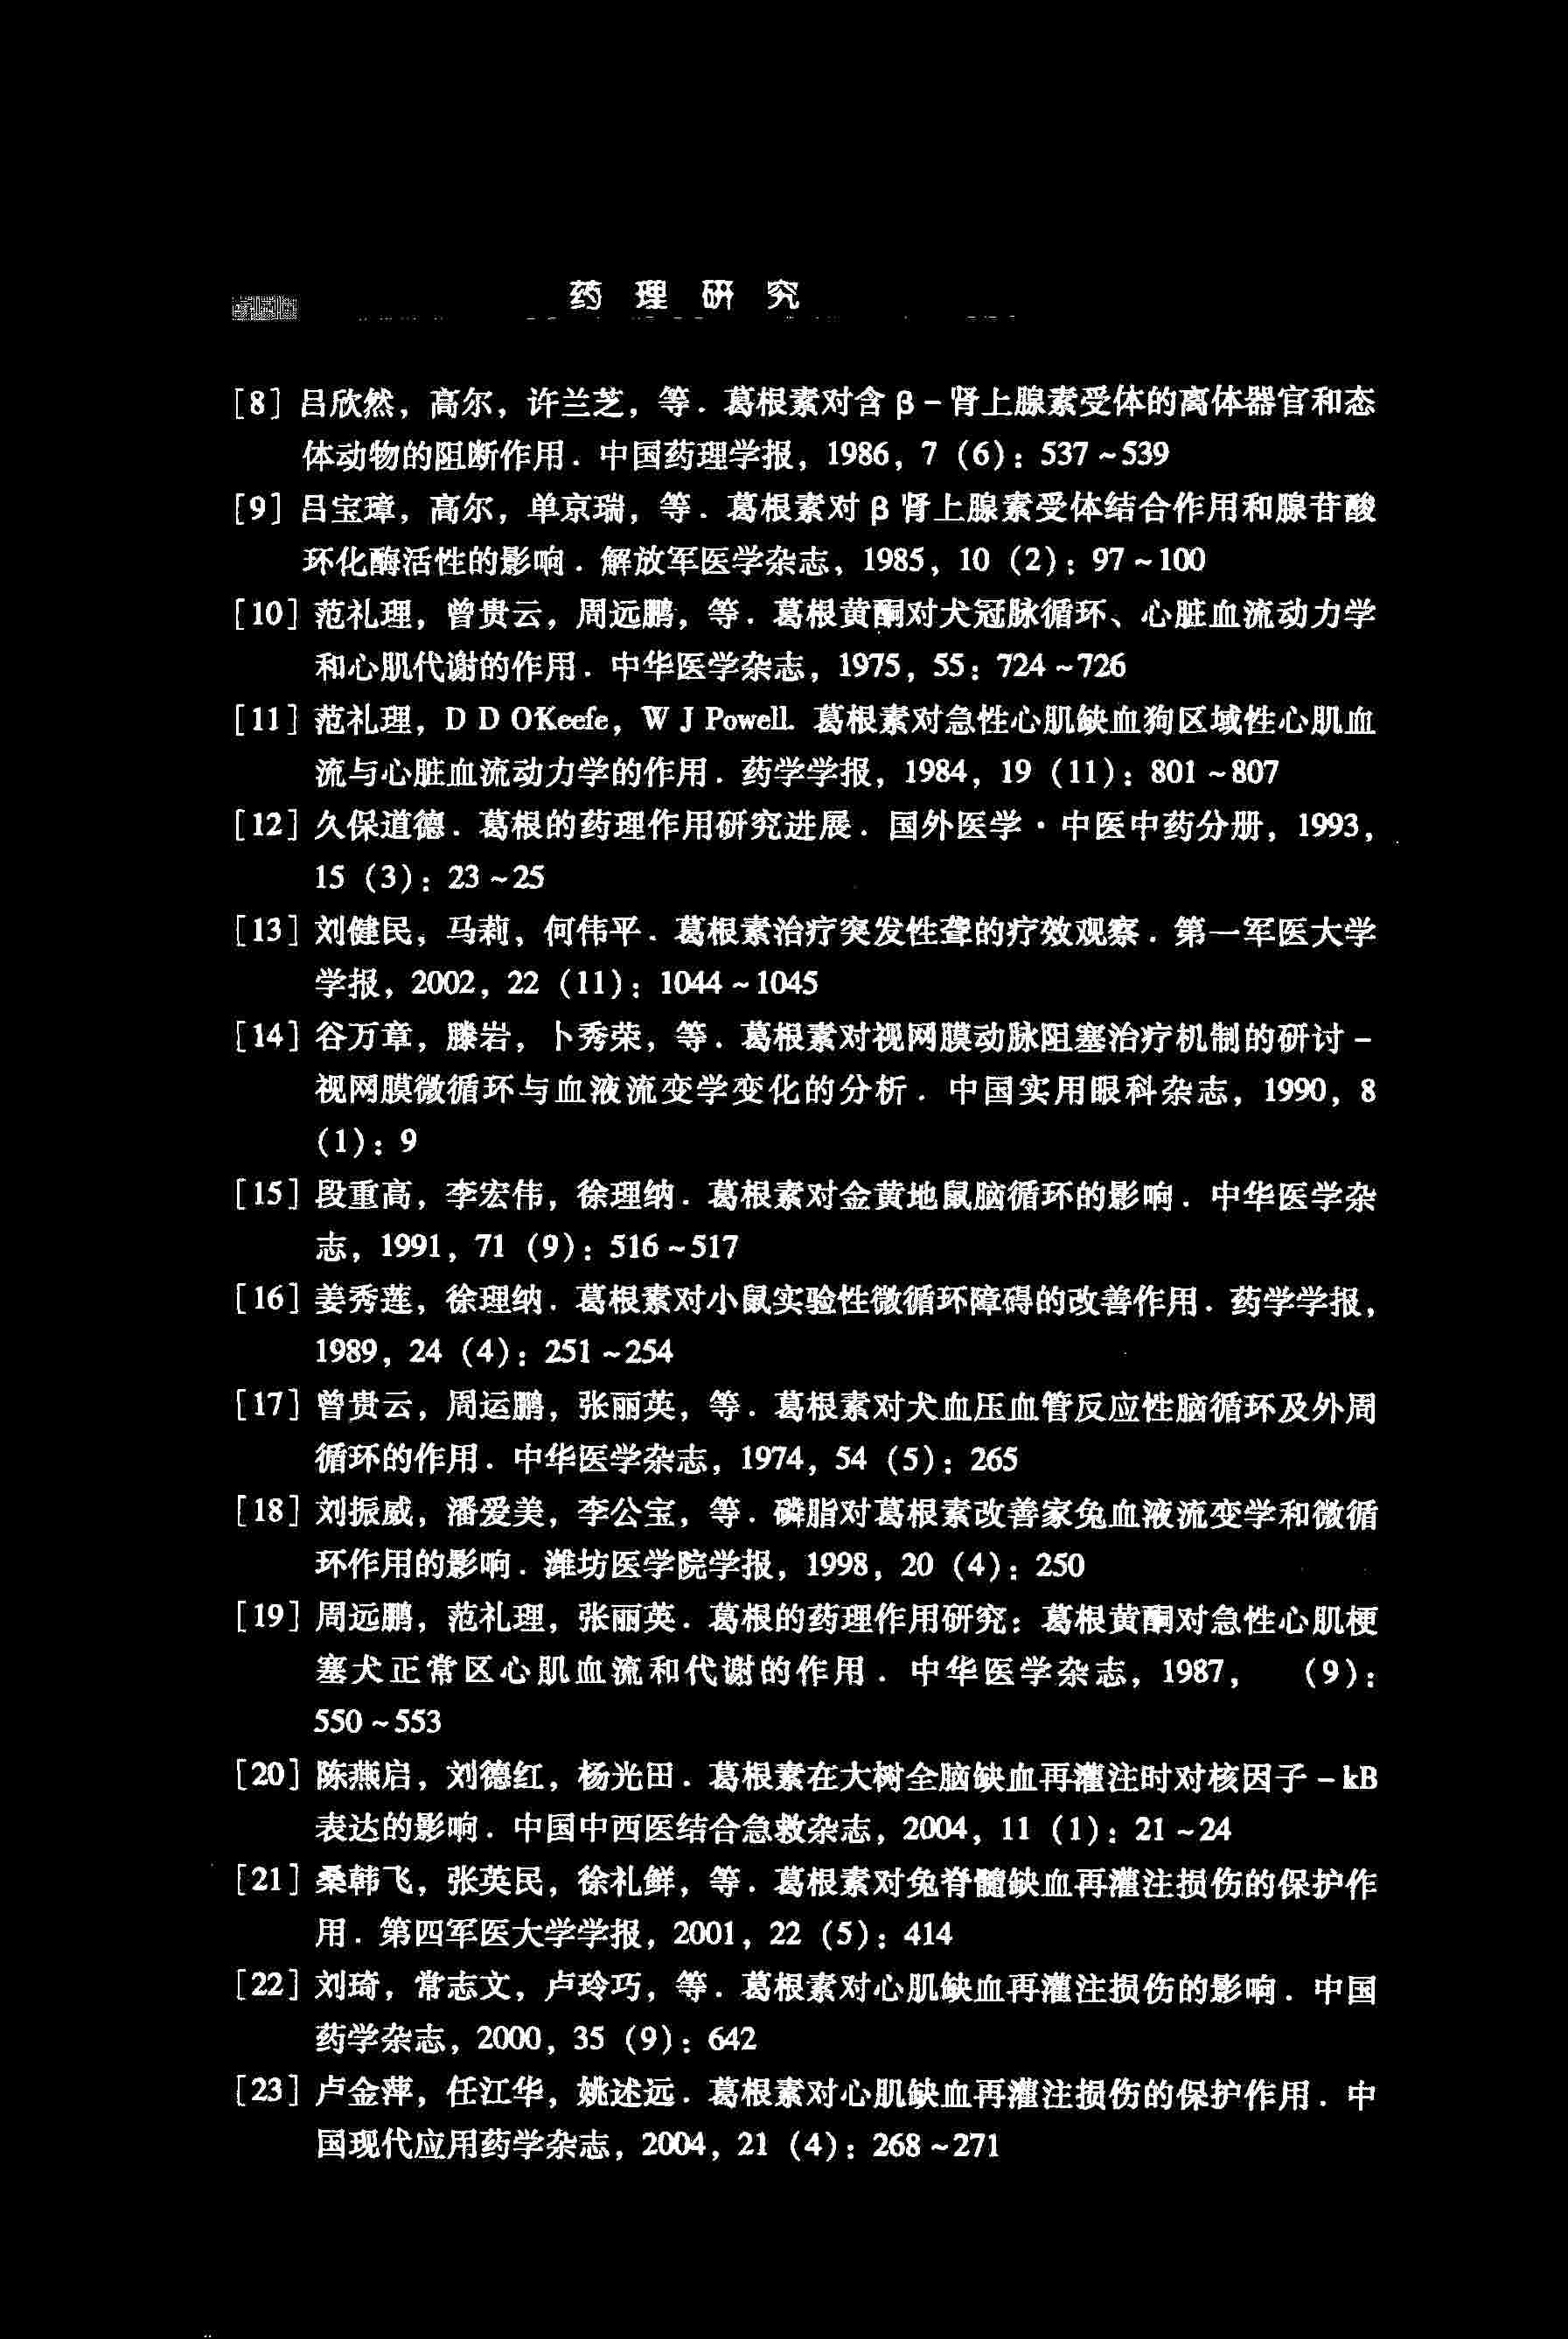 药理研究
[8] 吕欣然，高尔，许兰芝，等．葛根素对含β－肾上腺素受体的离体器官和态
体动物的阻断作用．中国药理学报，1986，7（6）：537～539
[9] 吕宝璋，高尔，单京瑞，等．葛根素对β肾上腺素受体结合作用和腺苷酸
环化酶活性的影响．解放军医学杂志，1985，10（2）：97～100
[10] 范礼理，曾贵云，周远鹏，等．葛根黄酮对犬冠脉循环、心脏血流动力学
和心肌代谢的作用．中华医学杂志，1975，55：724～726
[11] 范礼理，D D OKeefe，W J Powell. 葛根素对急性心肌缺血狗区域性心肌血
流与心脏血流动力学的作用．药学学报，1984，19（11）：801～807
[12] 久保道德．葛根的药理作用研究进展．国外医学·中医中药分册，1993，
15（3）：23～25
[13] 刘健民，马莉，何伟平．葛根素治疗突发性聋的疗效观察．第一军医大学
学报，2002，22（11）：1044～1045
[14] 谷万章，滕岩，卜秀荣，等．葛根素对视网膜动脉阻塞治疗机制的研讨－
视网膜微循环与血液流变学变化的分析．中国实用眼科杂志，1990，8
（1）：9
[15] 段重高，李宏伟，徐理纳．葛根素对金黄地鼠脑循环的影响．中华医学杂
志，1991，71（9）：516～517
[16] 姜秀莲，徐理纳．葛根素对小鼠实验性微循环障碍的改善作用．药学学报，
1989，24（4）：251～254
[17] 曾贵云，周运鹏，张丽英，等．葛根素对犬血压血管反应性脑循环及外周
循环的作用．中华医学杂志，1974，54（5）：265
[18] 刘振威，潘爱美，李公宝，等．磷脂对葛根素改善家兔血液流变学和微循
环作用的影响．潍坊医学院学报，1998，20（4）：250
[19] 周远鹏，范礼理，张丽英．葛根的药理作用研究：葛根黄酮对急性心肌梗
塞犬正常区心肌血流和代谢的作用．中华医学杂志，1987，（9）：
550～553
[20] 陈燕启，刘德红，杨光田．葛根素在大树全脑缺血再灌注时对核因子－kB
表达的影响．中国中西医结合急救杂志，2004，11（1）：21～24
[21] 桑韩飞，张英民，徐礼鲜，等．葛根素对兔脊髓缺血再灌注损伤的保护作
用．第四军医大学学报，2001，22（5）：414
[22] 刘琦，常志文，卢玲巧，等．葛根素对心肌缺血再灌注损伤的影响．中国
药学杂志，2000，35（9）：642
[23] 卢金萍，任江华，姚述远．葛根素对心肌缺血再灌注损伤的保护作用．中
国现代应用药学杂志，2004，21（4）：268～271